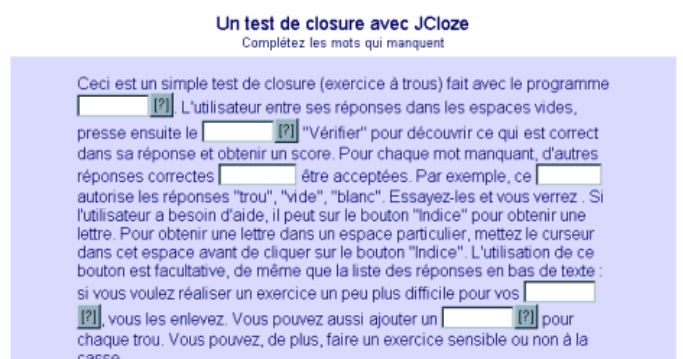 Un test de closure avec JCloze
Complétez les mots qui manquent
Ceci est un simple test de closure (exercice à trous) fait avec le programme
[?]. L'utilisateur entre ses réponses dans les espaces vides,
presse ensuite le [?] "Vérifier" pour découvrir ce qui est correct
dans sa réponse et obtenir un score. Pour chaque mot manquant, d'autres
réponses correctes être acceptées. Par exemple, ce
autorise les réponses "trou", "vide", "blanc". Essayez-les et vous verrez . Si
l'utilisateur a besoin d'aide, il peut sur le bouton "Indice" pour obtenir une
lettre. Pour obtenir une lettre dans un espace particulier, mettez le curseur
dans cet espace avant de cliquer sur le bouton "Indice". L'utilisation de ce
bouton est facultative, de même que la liste des réponses en bas de texte :
si vous voulez réaliser un exercice un peu plus difficile pour vos
[?], vous les enlevez. Vous pouvez aussi ajouter un [?] pour
chaque trou. Vous pouvez, de plus, faire un exercice sensible ou non à la
casse